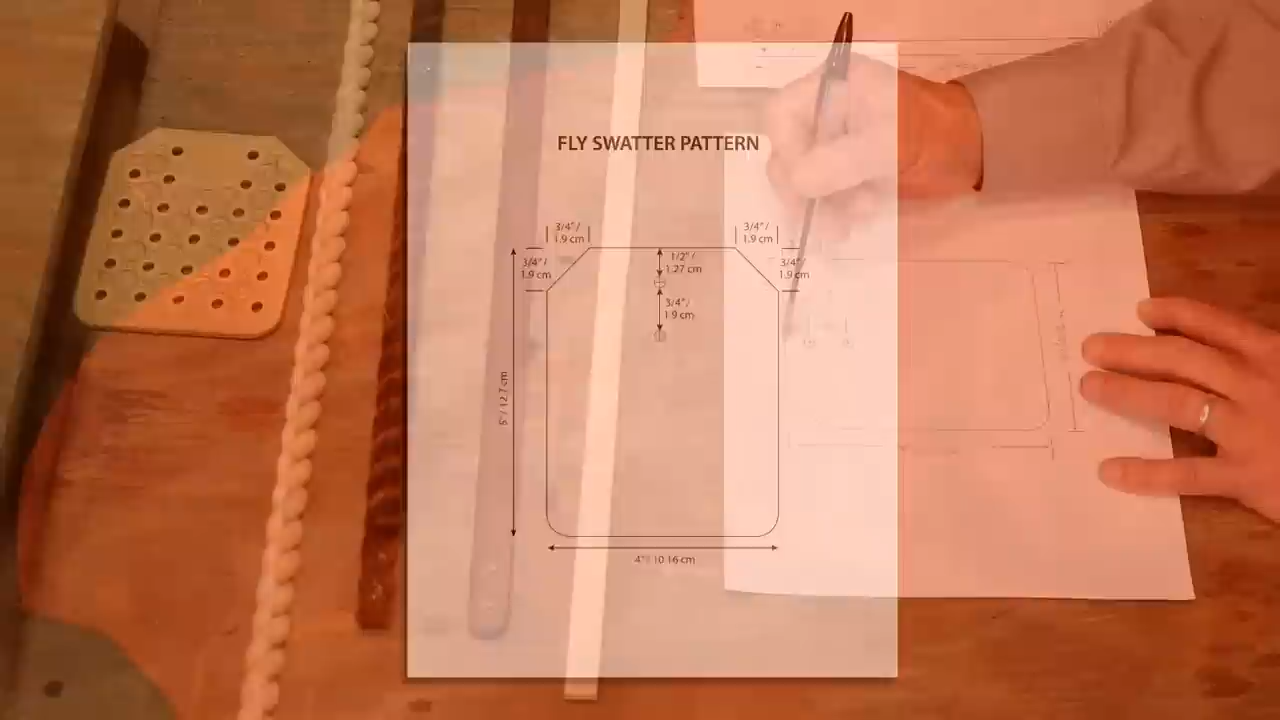 FLY SWATTER PATTERN
3/4"/
1.9 cm
3/4"/
1.9 cm
3/4"/
1.9 cm
1/2"/
1.27 cm
3/4"/
1.9 cm
3/4"/
1.9 cm
5" / 12.7 cm
4" / 10.16 cm